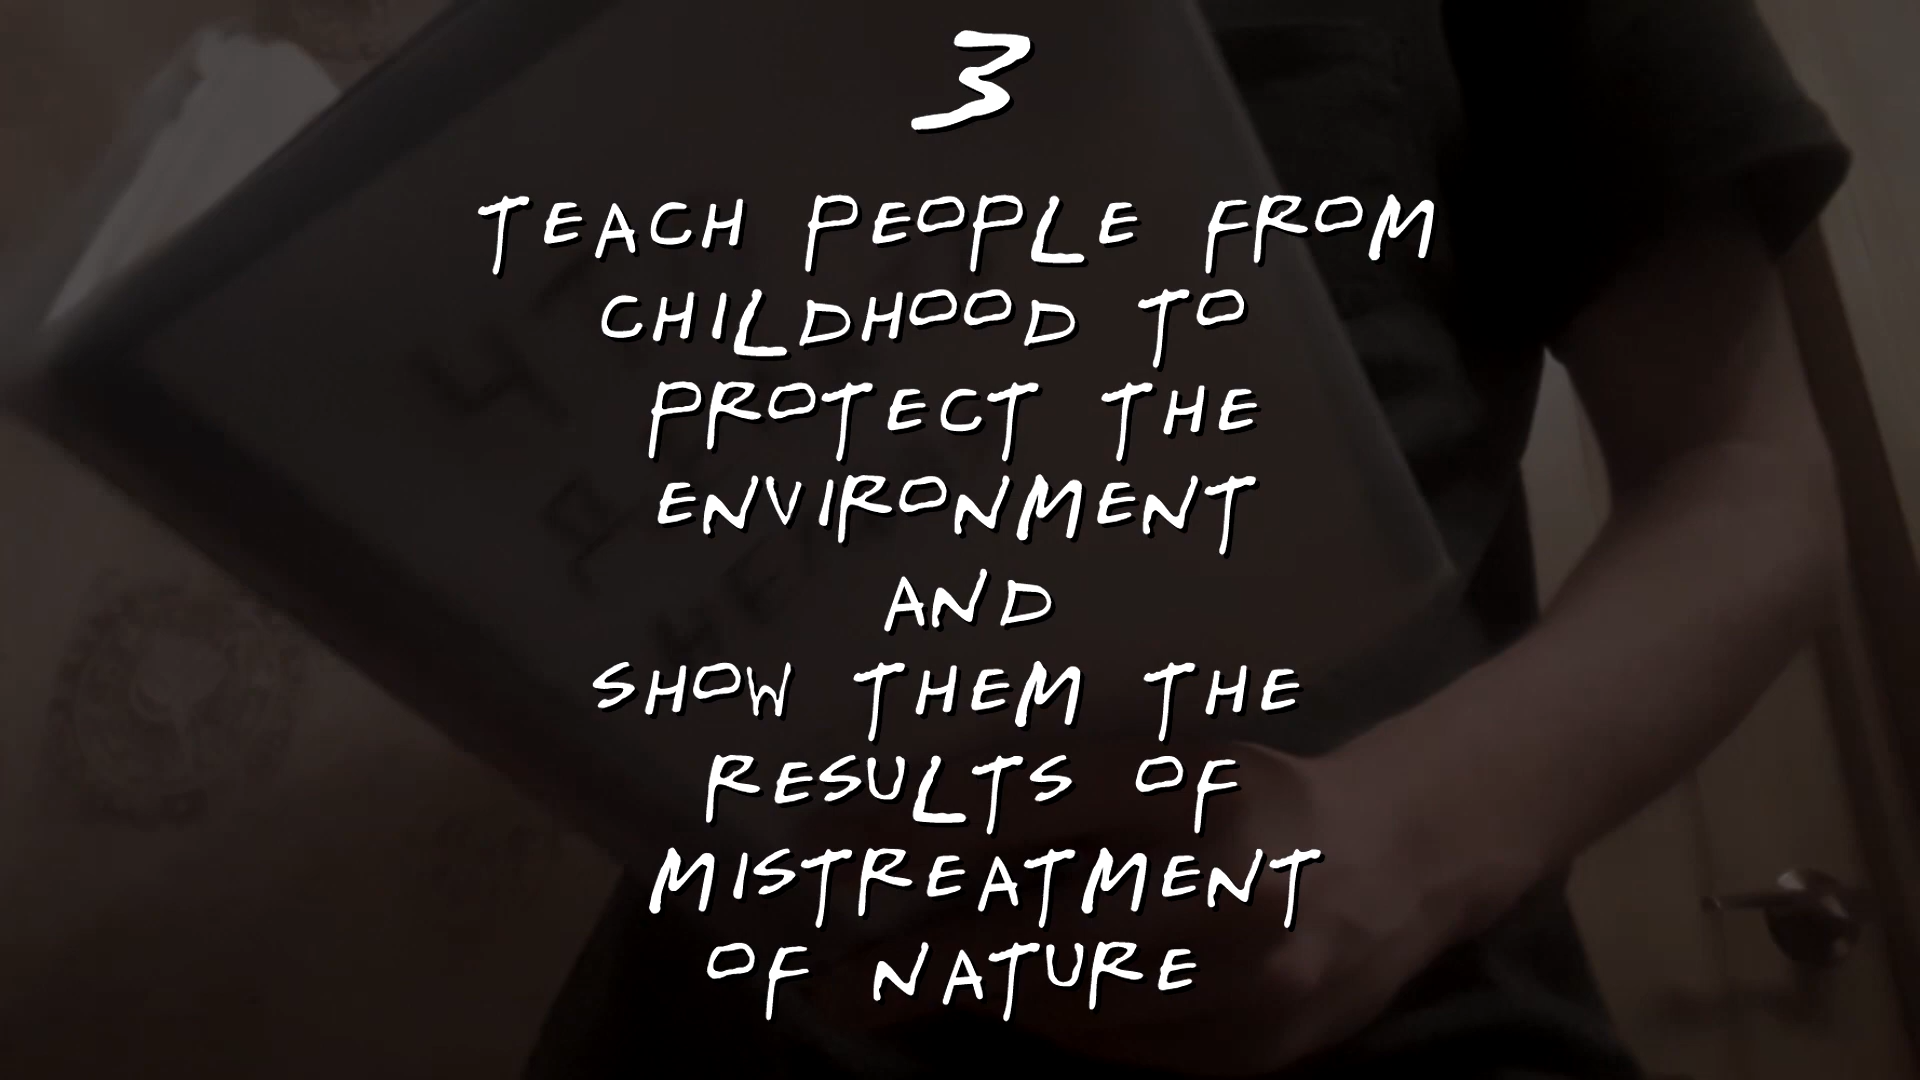 3
TEACH PEOPLE FROM
CHILDHOOD TO
PROTECT THE
ENVIRONMENT
AND
SHOW THEM THE
RESULTS OF
MISTREATMENT
OF NATURE